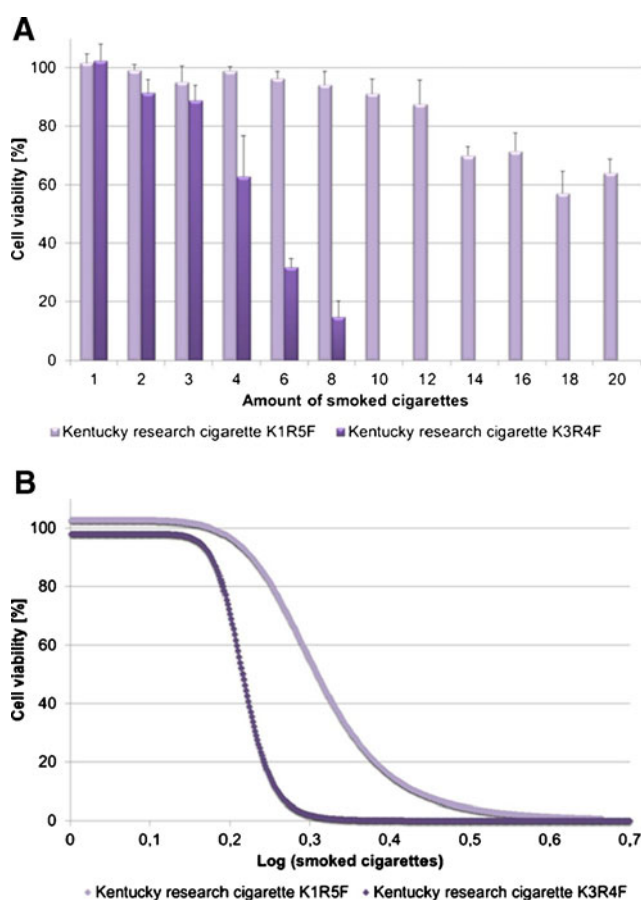 A
Cell viability [%]
100
80
60
40
20
0
1 2 3 4 6 8 10 12 14 16 18 20
Amount of smoked cigarettes
Kentucky research cigarette K1R5F Kentucky research cigarette K3R4F
B
Cell viability [%]
100
80
60
40
20
0
0 0,1 0,2 0,3 0,4 0,5 0,6 0,7
Log (smoked cigarettes)
Kentucky research cigarette K1R5F Kentucky research cigarette K3R4F